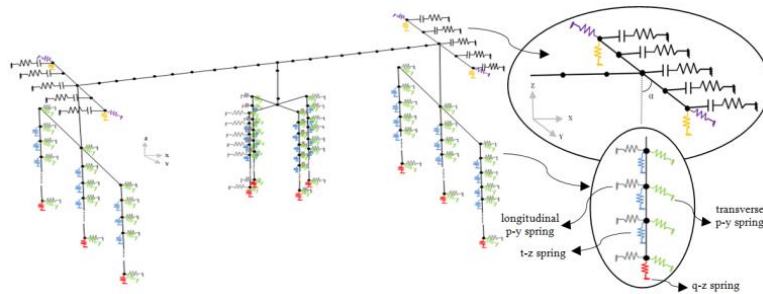 Z
X
Y
α
z
x
Y
longitudinal
p-y spring
transverse
p-y spring
t-z spring
q-z spring